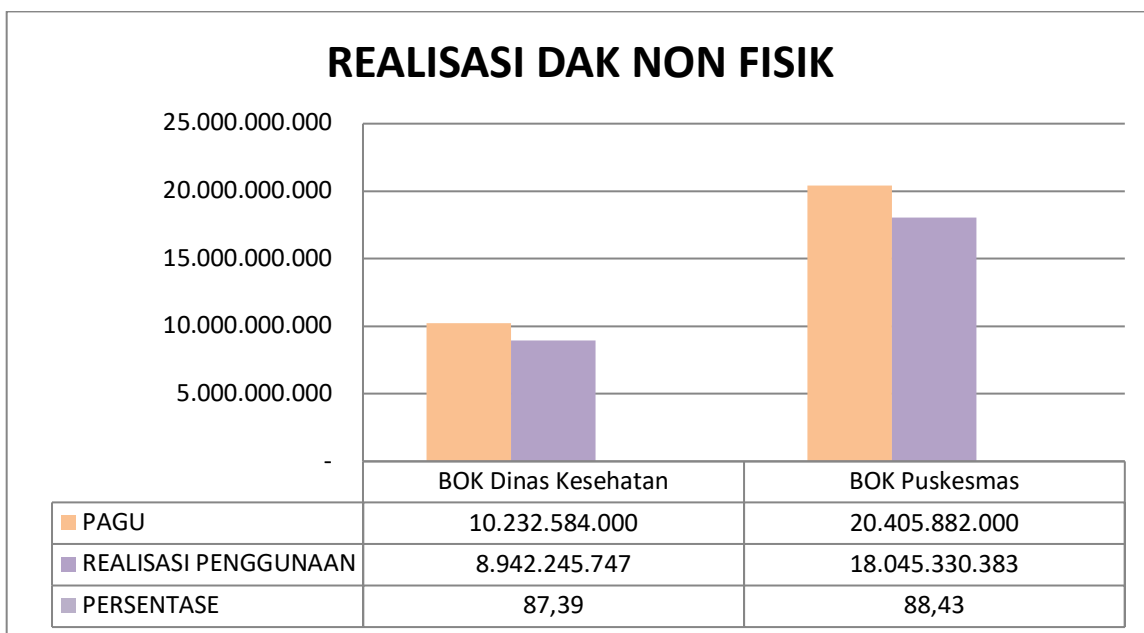 REALISASI DAK NON FISIK
25.000.000.000
20.000.000.000
15.000.000.000
10.000.000.000
5.000.000.000
-
BOK Dinas Kesehatan BOK Puskesmas
PAGU 10.232.584.000 20.405.882.000
REALISASI PENGGUNAAN 8.942.245.747 18.045.330.383
PERSENTASE 87,39 88,43